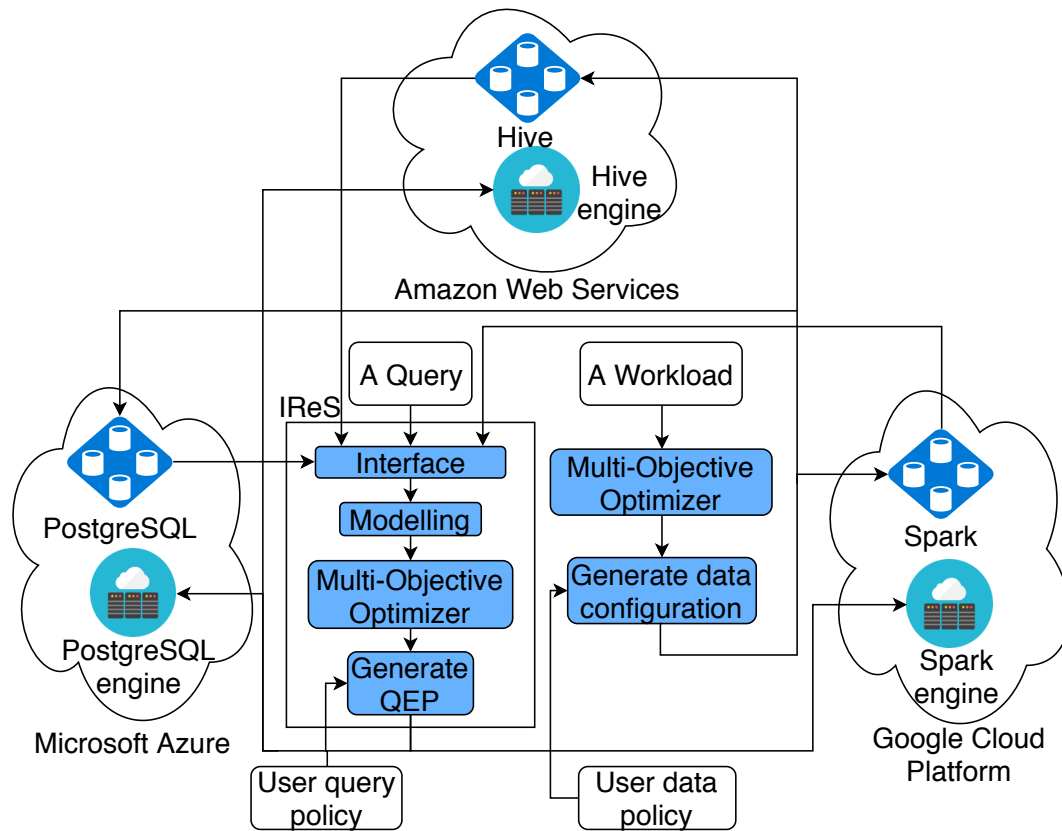 Hive
Hive
engine
Amazon Web Services
A Query
A Workload
IReS
Interface
Multi-Objective
Optimizer
Modelling
PostgreSQL
Spark
Multi-Objective
Optimizer
Generate data
configuration
PostgreSQL
engine
Generate
QEP
Spark
engine
Microsoft Azure
Google Cloud
Platform
User query
policy
User data
policy